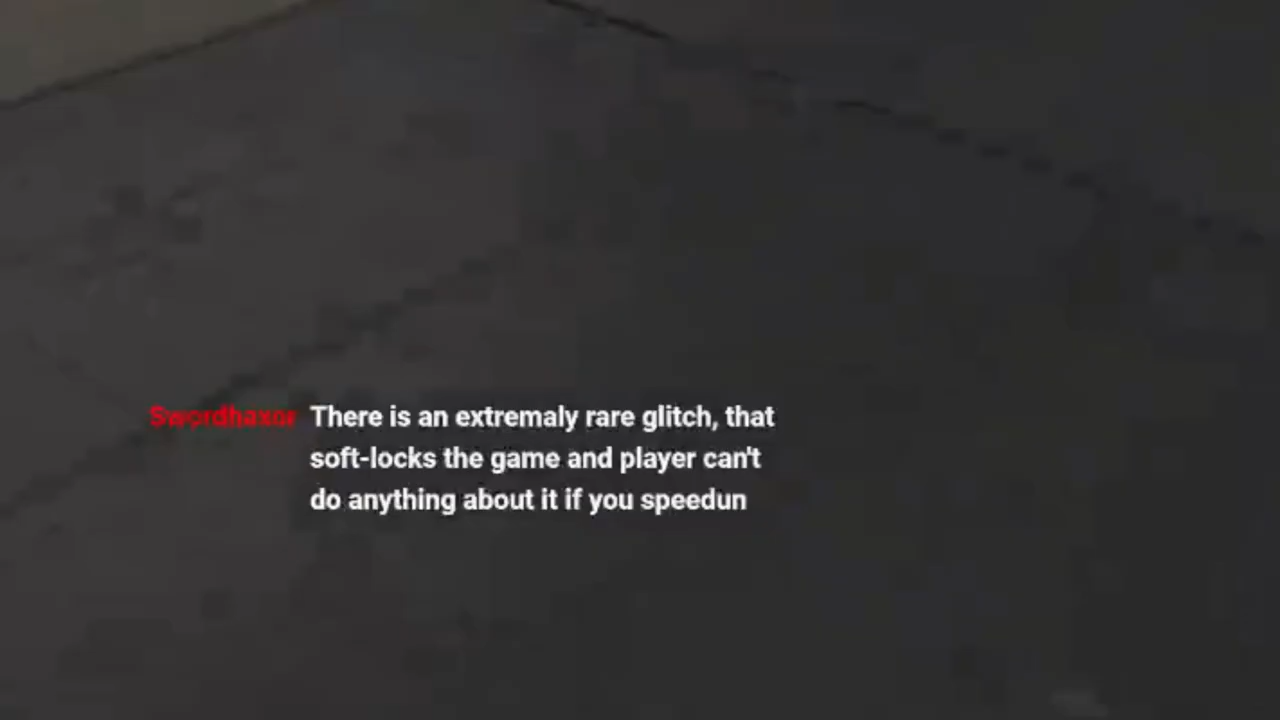 Swordhaxor There is an extremaly rare glitch, that
soft-locks the game and player can't
do anything about it if you speedun